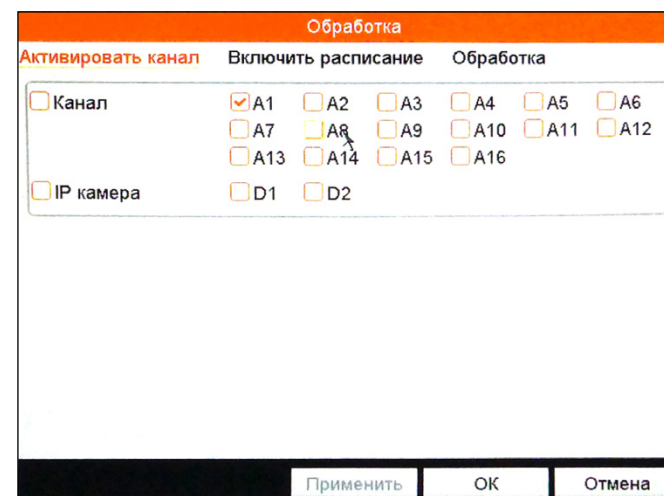 Обработка
Активировать канал Включить расписание Обработка
Канал A1 A2 A3 A4 A5 A6
A7 A8 A9 A10 A11 A12
A13 A14 A15 A16
IP камера D1 D2
Применить ОК Отмена